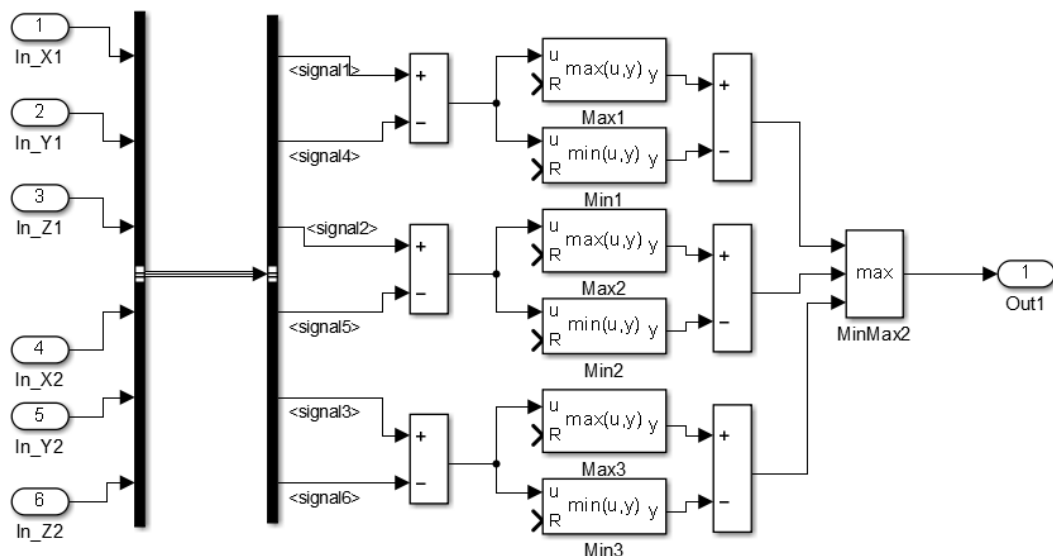 1
In_X1
2
In_Y1
3
In_Z1
4
In_X2
5
In_Y2
6
In_Z2
<signal1>
<signal4>
<signal2>
<signal5>
<signal3>
<signal6>
+
−
+
−
+
−
u
R
max(u,y) y
Max1
u
R
min(u,y) y
Min1
u
R
max(u,y) y
Max2
u
R
min(u,y) y
Min2
u
R
max(u,y) y
Max3
u
R
min(u,y) y
Min3
+
−
+
−
+
−
max
MinMax2
1
Out1